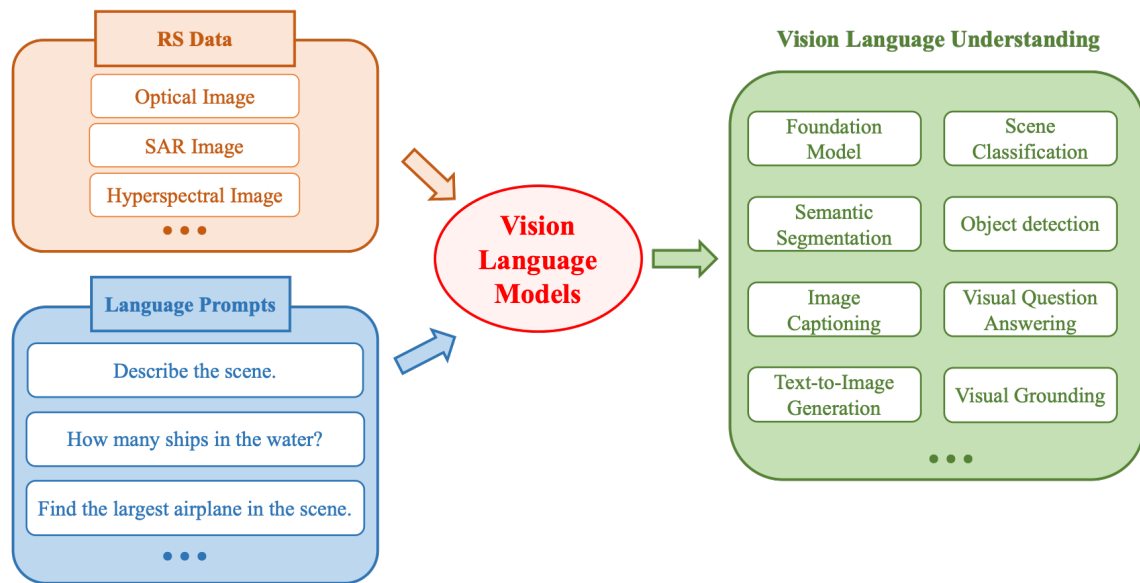 RS Data
Optical Image
SAR Image
Hyperspectral Image
Language Prompts
Describe the scene.
How many ships in the water?
Find the largest airplane in the scene.
Vision
Language
Models
Vision Language Understanding
Foundation
Model
Scene
Classification
Semantic
Segmentation
Object detection
Image
Captioning
Visual Question
Answering
Text-to-Image
Generation
Visual Grounding